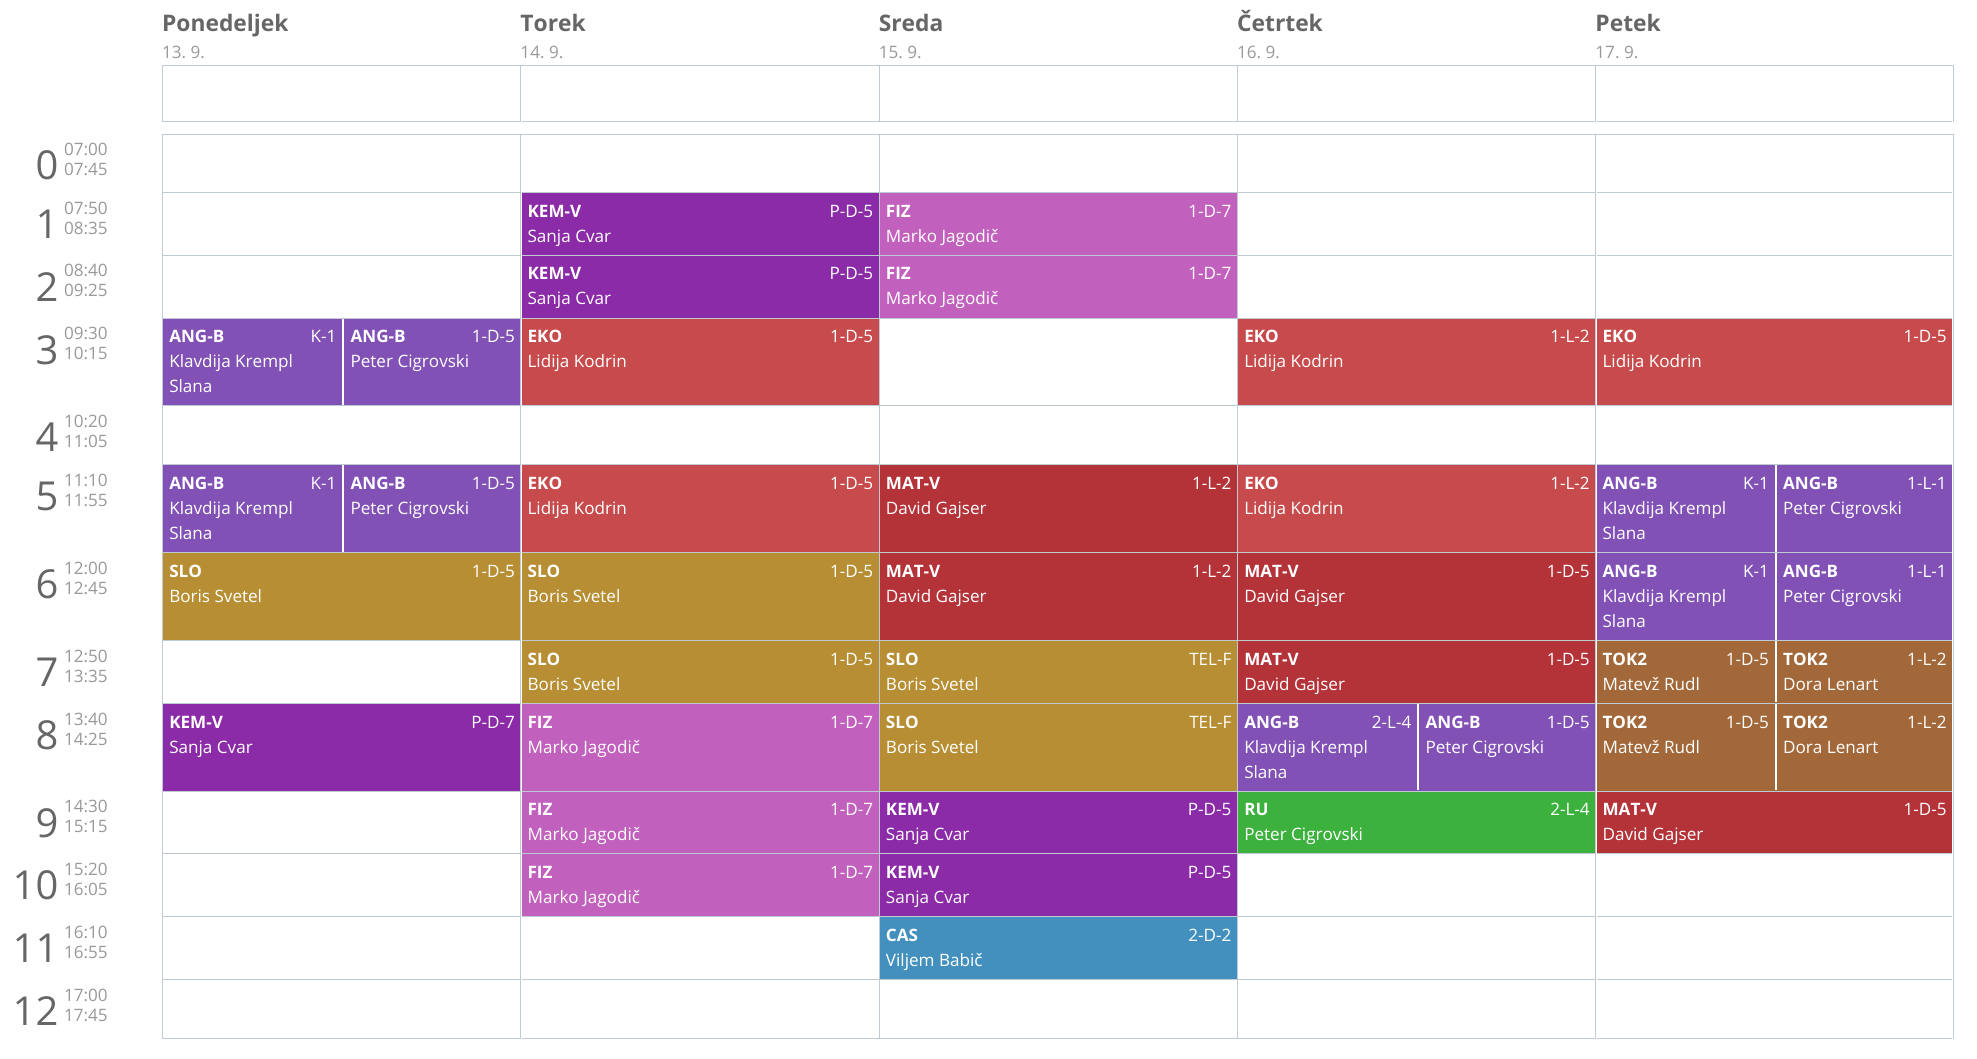 Ponedeljek Torek Sreda Četrtek Petek
13. 9. 14. 9. 15. 9. 16. 9. 17. 9.
0 07:00
07:45
1 07:50 KEM-V P-D-5 FIZ 1-D-7
08:35 Sanja Cvar Marko Jagodič
2 08:40 KEM-V P-D-5 FIZ 1-D-7
09:25 Sanja Cvar Marko Jagodič
3 09:30 ANG-B K-1 ANG-B 1-D-5 EKO 1-D-5 EKO 1-L-2 EKO 1-D-5
10:15 Klavdija Krempl Peter Cigrovski Lidija Kodrin Lidija Kodrin Lidija Kodrin
Slana
4 10:20
11:05
5 11:10 ANG-B K-1 ANG-B 1-D-5 EKO 1-D-5 MAT-V 1-L-2 EKO 1-L-2 ANG-B K-1 ANG-B 1-L-1
11:55 Klavdija Krempl Peter Cigrovski Lidija Kodrin David Gajser Lidija Kodrin Klavdija Krempl Peter Cigrovski
Slana Slana
6 12:00 SLO 1-D-5 SLO 1-D-5 MAT-V 1-L-2 MAT-V 1-D-5 ANG-B K-1 ANG-B 1-L-1
12:45 Boris Svetel Boris Svetel David Gajser David Gajser Klavdija Krempl Peter Cigrovski
Slana
7 12:50 SLO 1-D-5 SLO TEL-F MAT-V 1-D-5 TOK2 1-D-5 TOK2 1-L-2
13:35 Boris Svetel Boris Svetel David Gajser Matevž Rudl Dora Lenart
8 13:40 KEM-V P-D-7 FIZ 1-D-7 SLO TEL-F ANG-B 2-L-4 ANG-B 1-D-5 TOK2 1-D-5 TOK2 1-L-2
14:25 Sanja Cvar Marko Jagodič Boris Svetel Klavdija Krempl Peter Cigrovski Matevž Rudl Dora Lenart
Slana
9 14:30 FIZ 1-D-7 KEM-V P-D-5 RU 2-L-4 MAT-V 1-D-5
15:15 Marko Jagodič Sanja Cvar Peter Cigrovski David Gajser
10 15:20 FIZ 1-D-7 KEM-V P-D-5
16:05 Marko Jagodič Sanja Cvar
11 16:10 CAS 2-D-2
16:55 Viljem Babič
12 17:00
17:45